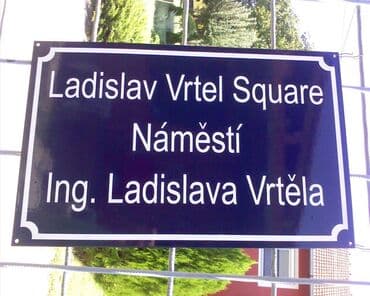 Ladislav Vrtel Square
Náměstí
Ing. Ladislava Vrtěla